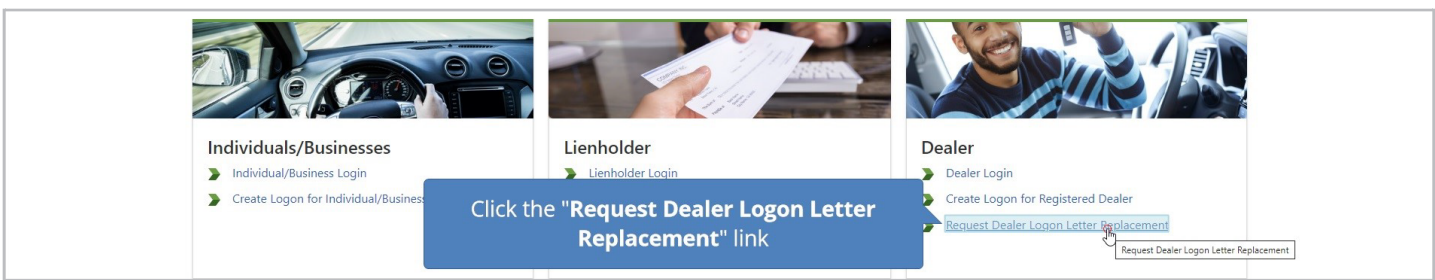 Individuals/Businesses
Individual/Business Login
Create Logon for Individual/Busines
Lienholder
Lienholder Login
Dealer
Dealer Login
Create Logon for Registered Dealer
Request Dealer Logon Letter Replacement
Request Dealer Logon Letter Replacement
Click the "Request Dealer Logon Letter
Replacement" link